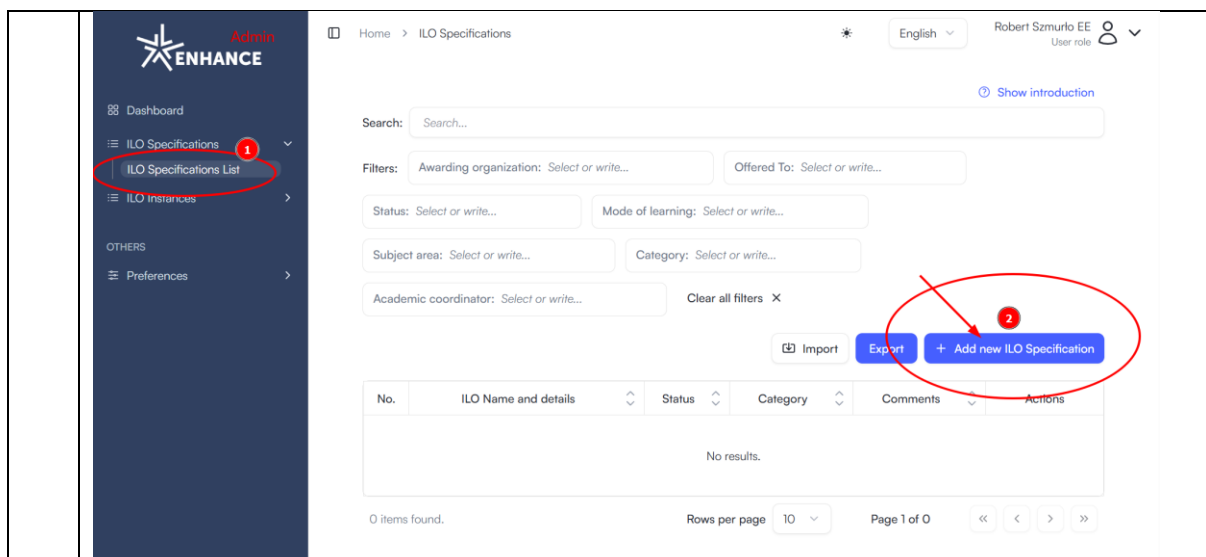 Admin
ENHANCE
Home > ILO Specifications
English
Robert Szmurło EE
User role
Dashboard
ILO Specifications
1
ILO Specifications List
ILO Instances
OTHERS
Preferences
Show introduction
Search: Search...
Filters: Awarding organization: Select or write... Offered To: Select or write...
Status: Select or write... Mode of learning: Select or write...
Subject area: Select or write... Category: Select or write...
Academic coordinator: Select or write... Clear all filters ×
2
Import Export + Add new ILO Specification
No. ILO Name and details Status Category Comments Actions
No results.
0 items found. Rows per page 10 Page 1 of 0 « < > »